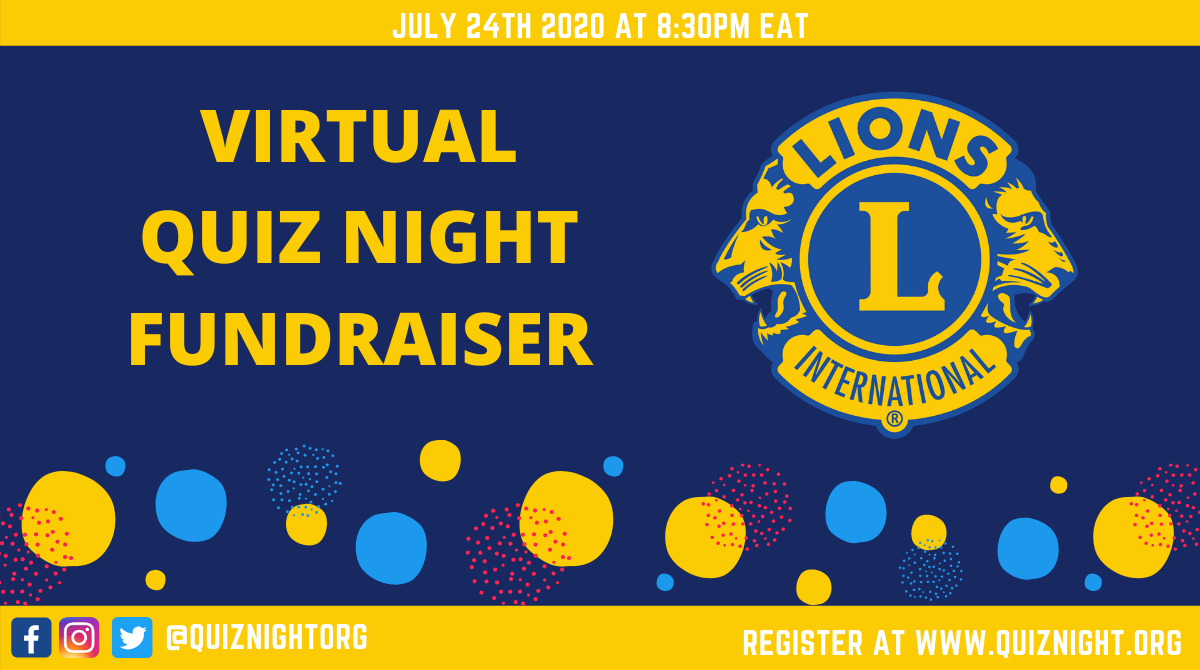 JULY 24TH 2020 AT 8:30PM EAT
VIRTUAL
QUIZ NIGHT
FUNDRAISER
LIONS
L
INTERNATIONAL
®
@QUIZNIGHTORG
REGISTER AT WWW.QUIZNIGHT.ORG